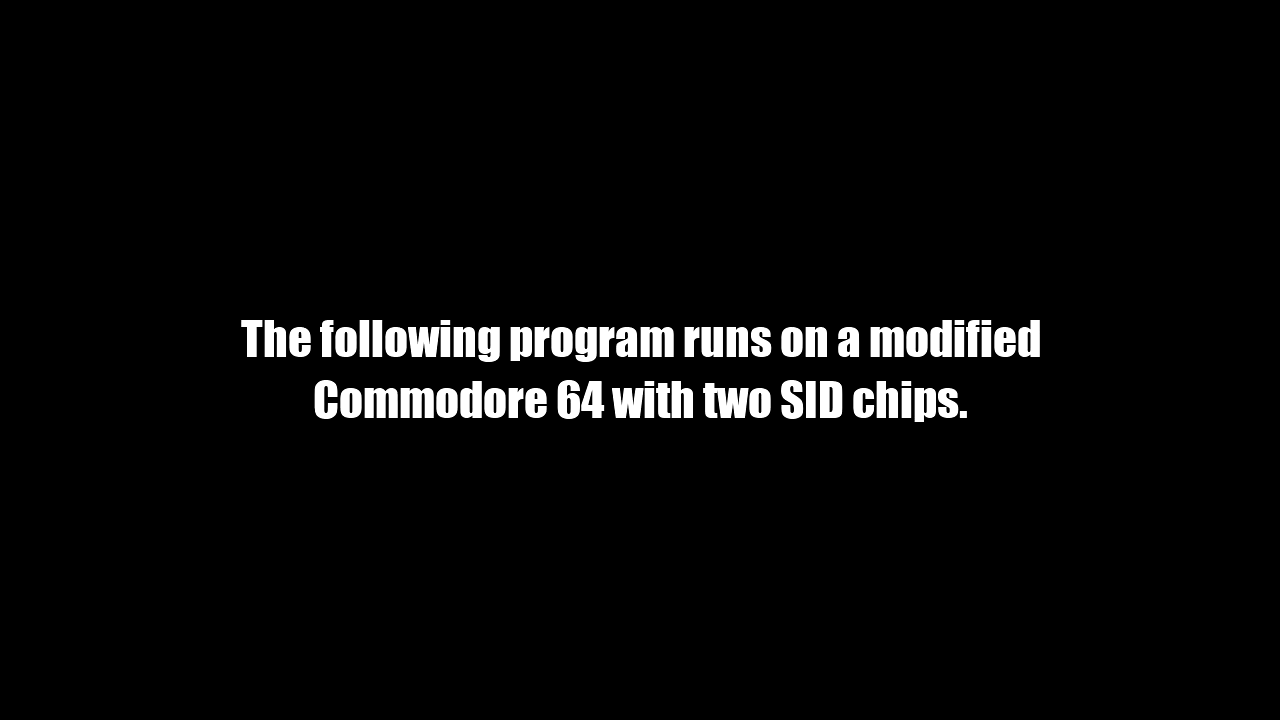 The following program runs on a modified
Commodore 64 with two SID chips.